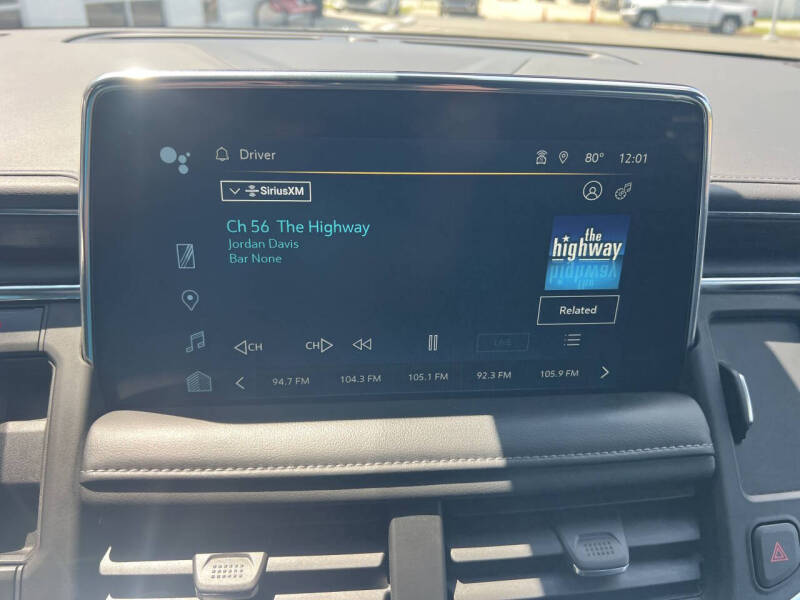 Driver
80° 12:01
SiriusXM
Ch 56 The Highway
Jordan Davis
Bar None
the
highway
Related
CH
CH
LIVE
94.7 FM 104.3 FM 105.1 FM 92.3 FM 105.9 FM